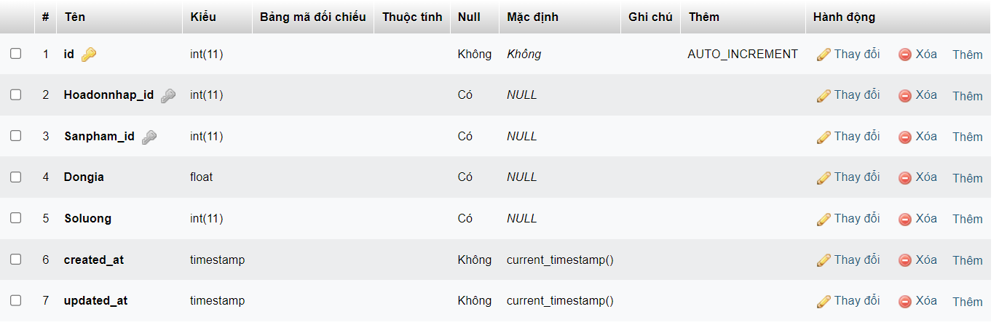 # Tên Kiểu Bảng mã đối chiếu Thuộc tính Null Mặc định Ghi chú Thêm Hành động
1 id int(11) Không Không AUTO_INCREMENT Thay đổi Xóa Thêm
2 Hoadonnhap_id int(11) Có NULL Thay đổi Xóa Thêm
3 Sanpham_id int(11) Có NULL Thay đổi Xóa Thêm
4 Dongia float Có NULL Thay đổi Xóa Thêm
5 Soluong int(11) Có NULL Thay đổi Xóa Thêm
6 created_at timestamp Không current_timestamp() Thay đổi Xóa Thêm
7 updated_at timestamp Không current_timestamp() Thay đổi Xóa Thêm